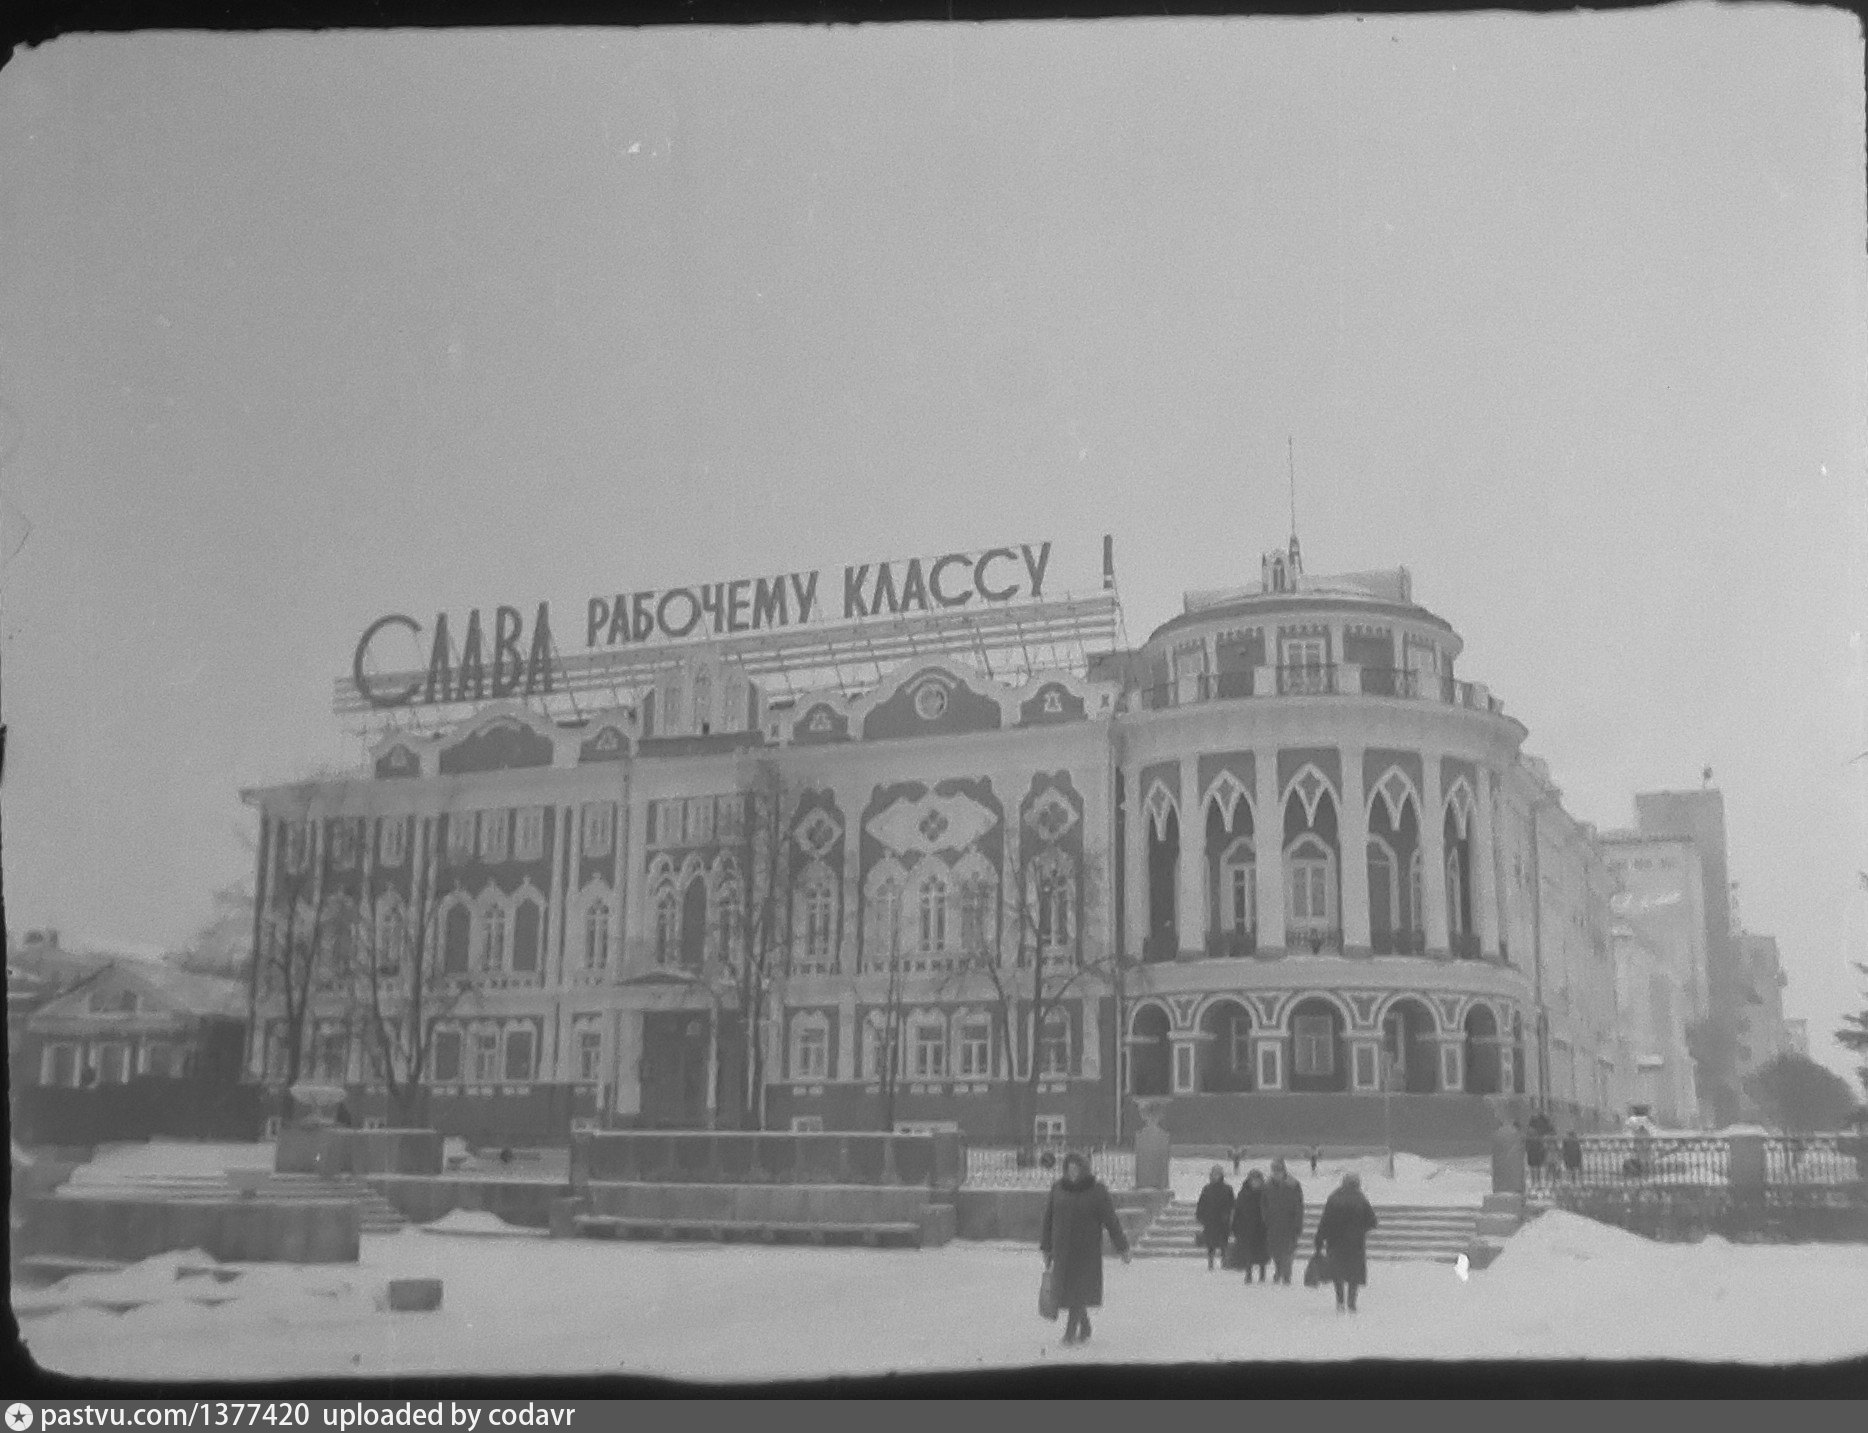 СЛАВА РАБОЧЕМУ КЛАССУ !
pastvu.com/1377420 uploaded by codavr